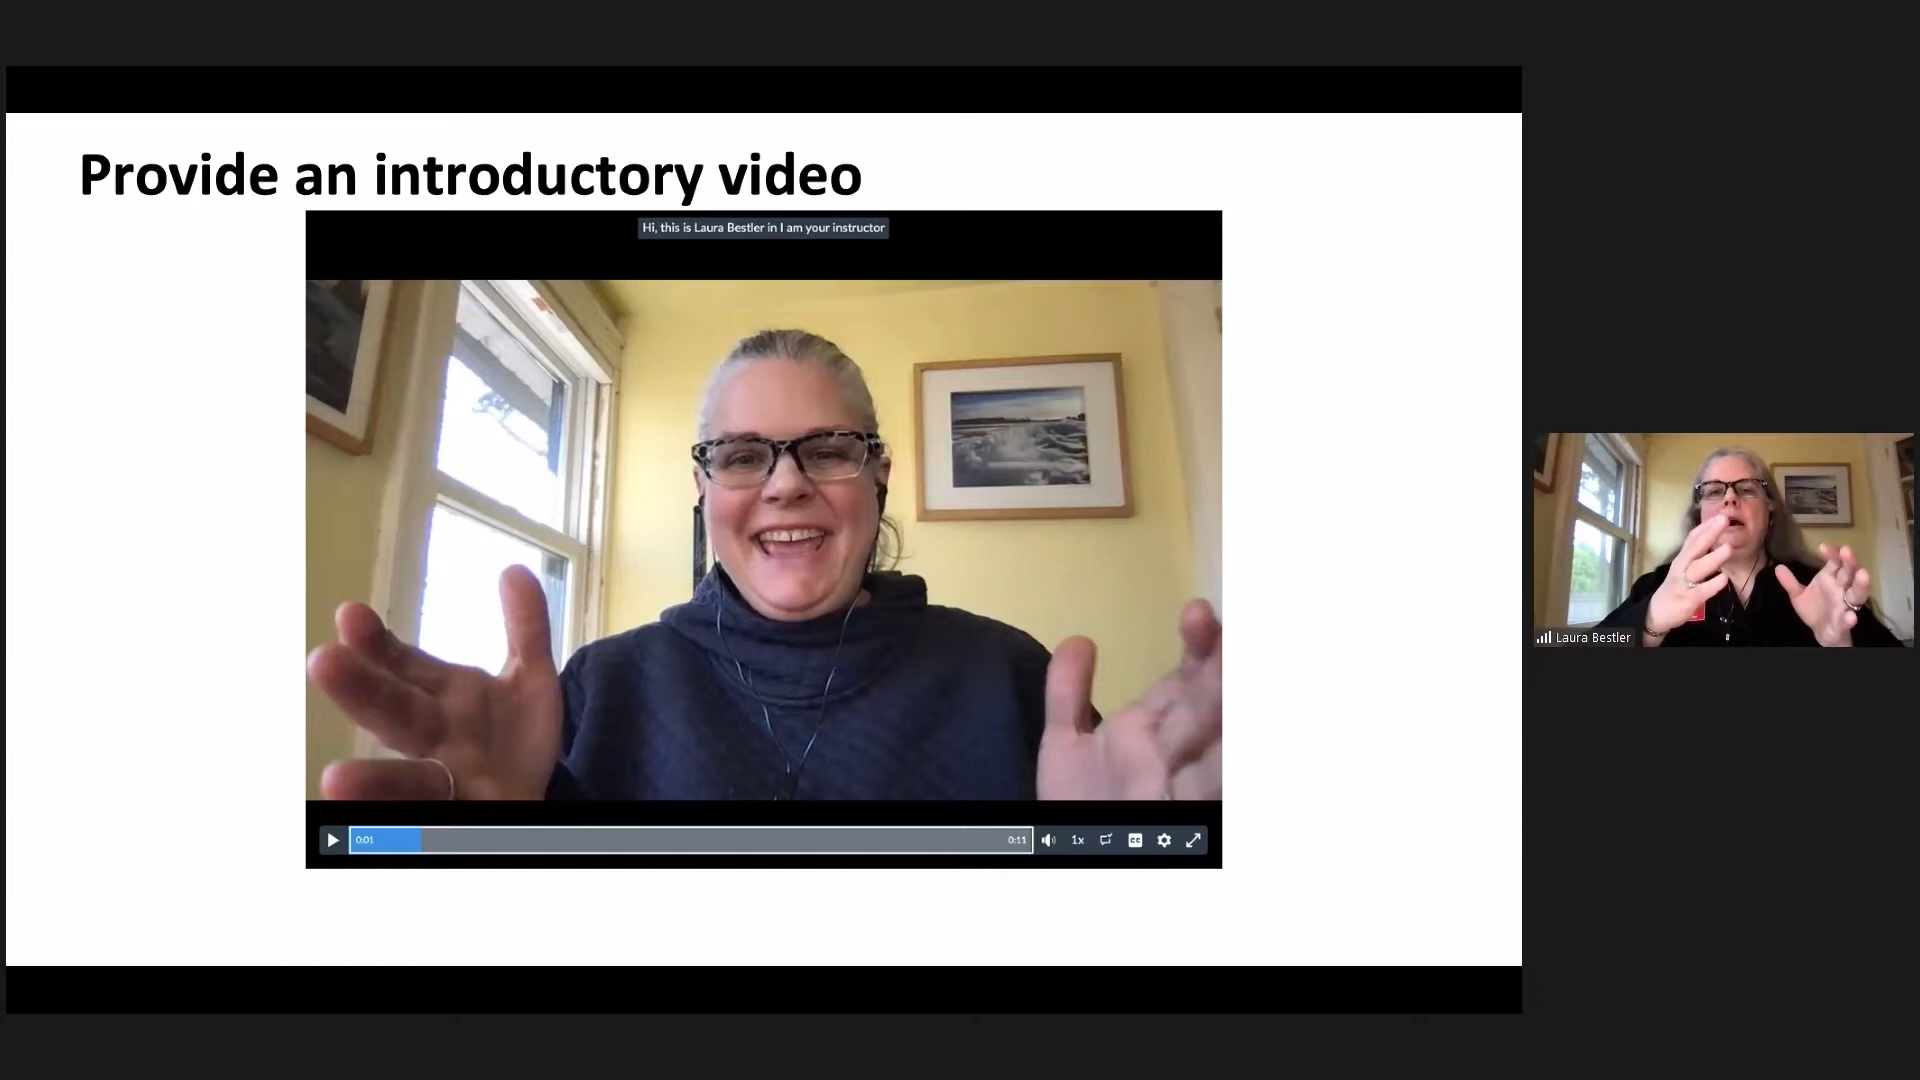 Provide an introductory video
Hi, this is Laura Bestler in I am your instructor
0:01
0:11
1x
CC
Laura Bestler